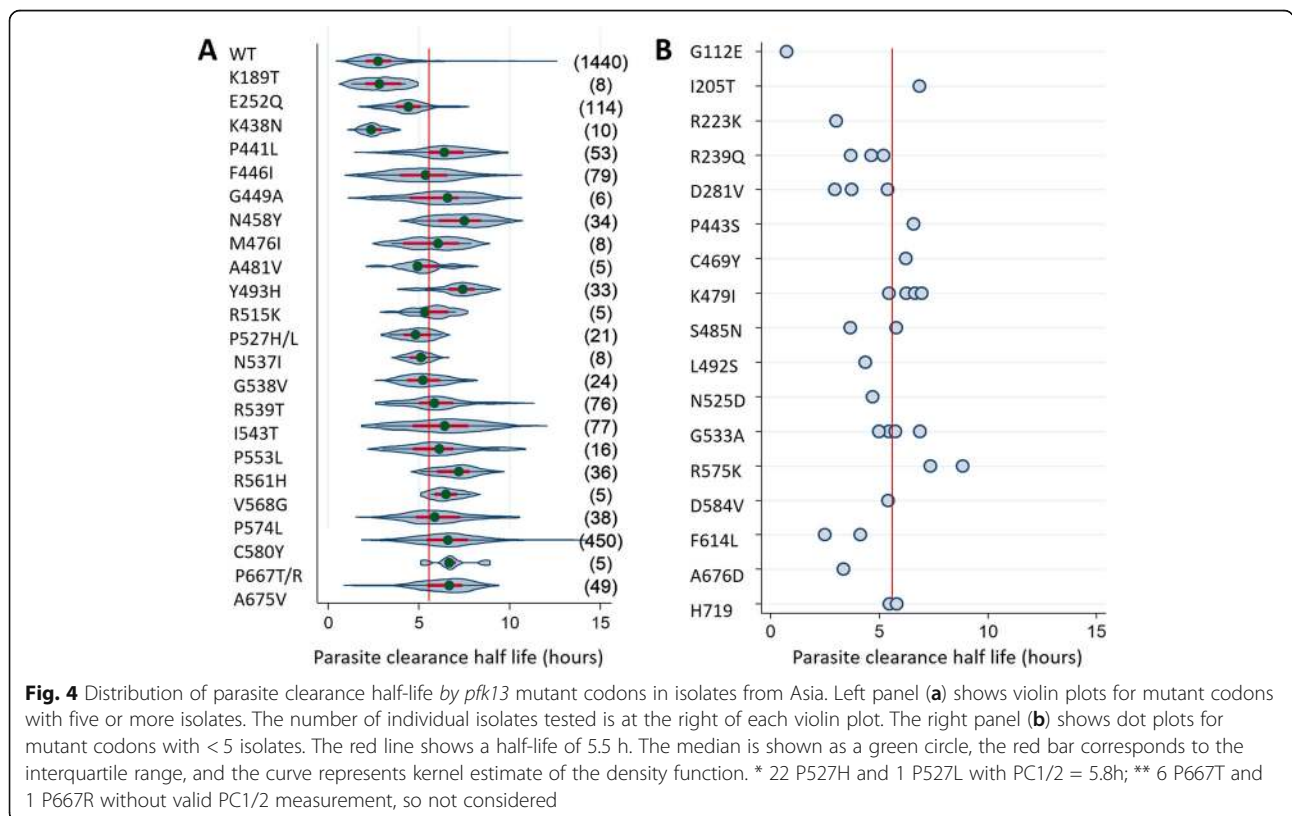 A
WT (1440)
K189T (8)
E252Q (114)
K438N (10)
P441L (53)
F446I (79)
G449A (6)
N458Y (34)
M476I (8)
A481V (5)
Y493H (33)
R515K (5)
P527H/L (21)
N537I (8)
G538V (24)
R539T (76)
I543T (77)
P553L (16)
R561H (36)
V568G (5)
P574L (38)
C580Y (450)
P667T/R (5)
A675V (49)
0 5 10 15
Parasite clearance half life (hours)
B
G112E
I205T
R223K
R239Q
D281V
P443S
C469Y
K479I
S485N
L492S
N525D
G533A
R575K
D584V
F614L
A676D
H719
0 5 10 15
Parasite clearance half life (hours)
Fig. 4 Distribution of parasite clearance half-life by pfk13 mutant codons in isolates from Asia. Left panel (a) shows violin plots for mutant codons
with five or more isolates. The number of individual isolates tested is at the right of each violin plot. The right panel (b) shows dot plots for
mutant codons with < 5 isolates. The red line shows a half-life of 5.5 h. The median is shown as a green circle, the red bar corresponds to the
interquartile range, and the curve represents kernel estimate of the density function. * 22 P527H and 1 P527L with PC1/2 = 5.8h; ** 6 P667T and
1 P667R without valid PC1/2 measurement, so not considered